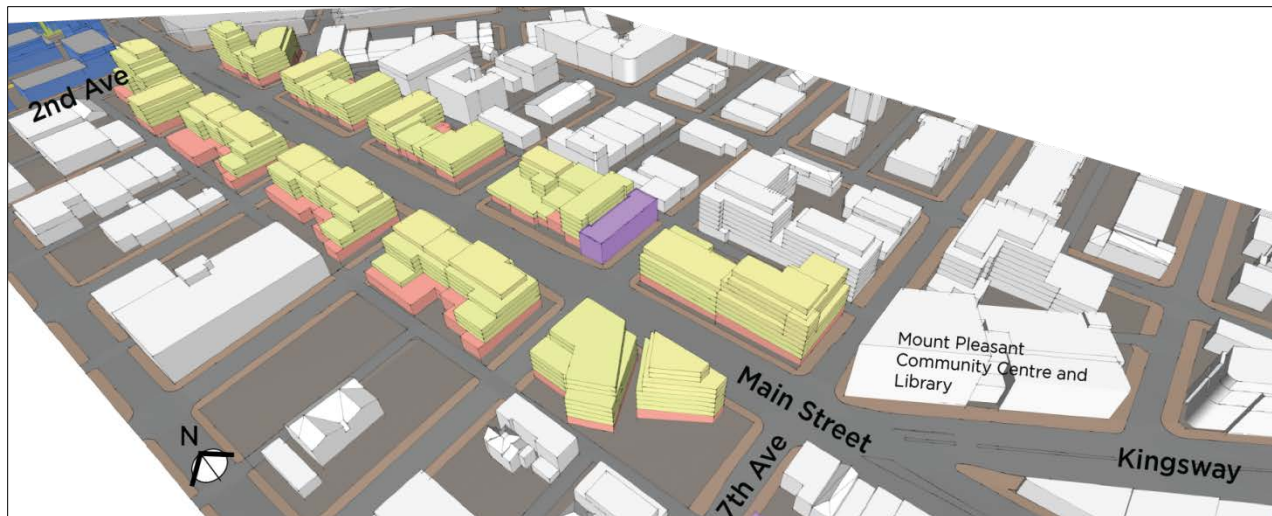 2nd Ave
Mount Pleasant
Community Centre and
Library
Main Street
N
7th Ave
Kingsway